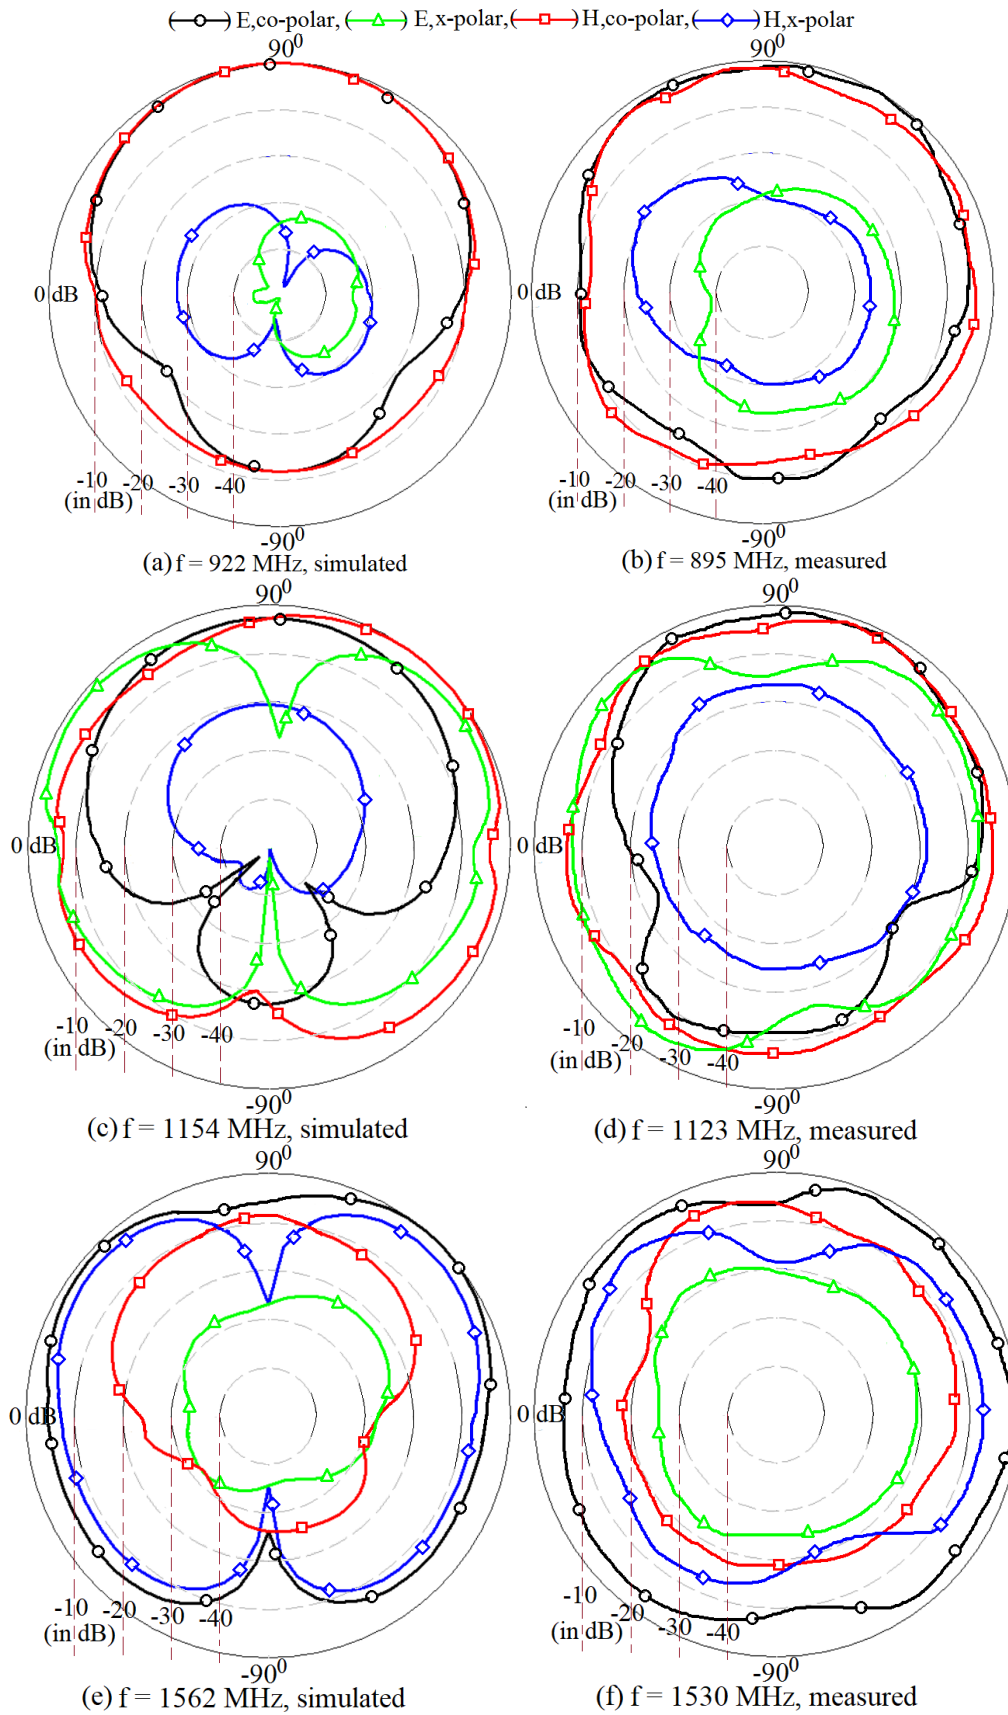 (—○—) E,co-polar, (—△—) E,x-polar,(—□—) H,co-polar,(—◇—) H,x-polar
90⁰ 90⁰
0 dB 0 dB
-10 -20 -30 -40 -10 -20 -30 -40
(in dB) (in dB)
-90⁰ -90⁰
(a) f = 922 MHz, simulated (b) f = 895 MHz, measured
90⁰ 90⁰
0 dB 0 dB
-10 -20 -30 -40 -10 -20 -30 -40
(in dB) (in dB)
-90⁰ -90⁰
(c) f = 1154 MHz, simulated (d) f = 1123 MHz, measured
90⁰ 90⁰
0 dB 0 dB
-10 -20 -30 -40 -10 -20 -30 -40
(in dB) (in dB)
-90⁰ -90⁰
(e) f = 1562 MHz, simulated (f) f = 1530 MHz, measured